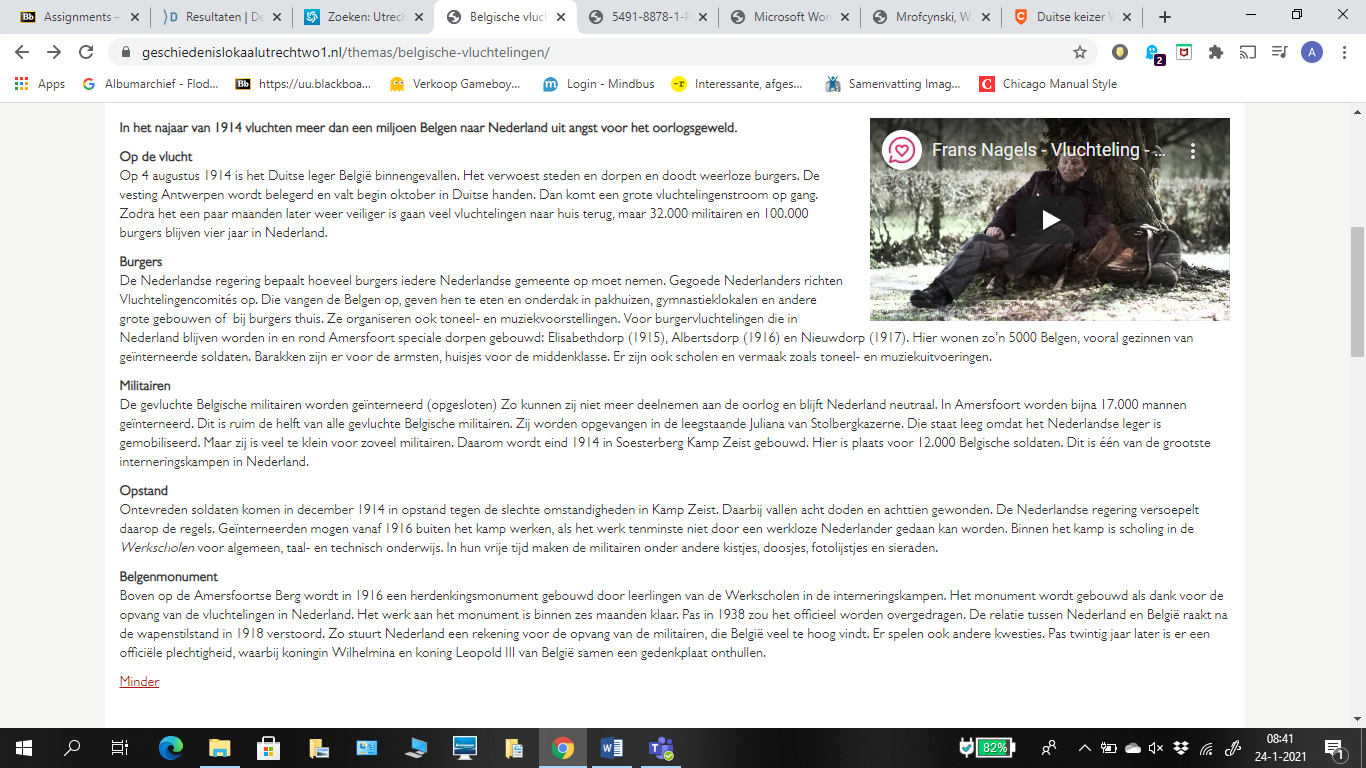 Assignments –
Resultaten | De
Zoeken: Utrech
Belgische vluch
5491-8878-1-P
Microsoft Wor
Mrofcynski, W
Duitse keizer W
geschiedenislokaalutrechtwo1.nl/themas/belgische-vluchtelingen/
2
A
Apps
Albumarchief - Flod...
Bb
https://uu.blackboa...
Verkoop Gameboy...
Login - Mindbus
Interessante, afges...
Samenvatting Imag...
Chicago Manual Style
In het najaar van 1914 vluchten meer dan een miljoen Belgen naar Nederland uit angst voor het oorlogsgeweld.
Frans Nagels - Vluchteling - ...
Op de vlucht
Op 4 augustus 1914 is het Duitse leger België binnengevallen. Het verwoest steden en dorpen en doodt weerloze burgers. De
vesting Antwerpen wordt belegerd en valt begin oktober in Duitse handen. Dan komt een grote vluchtelingenstroom op gang.
Zodra het een paar maanden later weer veiliger is gaan veel vluchtelingen naar huis terug, maar 32.000 militairen en 100.000
burgers blijven vier jaar in Nederland.
Burgers
De Nederlandse regering bepaalt hoeveel burgers iedere Nederlandse gemeente op moet nemen. Gegoede Nederlanders richten
Vluchtelingencomités op. Die vangen de Belgen op, geven hen te eten en onderdak in pakhuizen, gymnastieklokalen en andere
grote gebouwen of bij burgers thuis. Ze organiseren ook toneel- en muziekvoorstellingen. Voor burgervluchtelingen die in
Nederland blijven worden in en rond Amersfoort speciale dorpen gebouwd: Elisabethdorp (1915), Albertsdorp (1916) en Nieuwdorp (1917). Hier wonen zo'n 5000 Belgen, vooral gezinnen van
geïnterneerde soldaten. Barakken zijn er voor de armsten, huisjes voor de middenklasse. Er zijn ook scholen en vermaak zoals toneel- en muziekuitvoeringen.
Militairen
De gevluchte Belgische militairen worden geïnterneerd (opgesloten) Zo kunnen zij niet meer deelnemen aan de oorlog en blijft Nederland neutraal. In Amersfoort worden bijna 17.000 mannen
geïnterneerd. Dit is ruim de helft van alle gevluchte Belgische militairen. Zij worden opgevangen in de leegstaande Juliana van Stolbergkazerne. Die staat leeg omdat het Nederlandse leger is
gemobiliseerd. Maar zij is veel te klein voor zoveel militairen. Daarom wordt eind 1914 in Soesterberg Kamp Zeist gebouwd. Hier is plaats voor 12.000 Belgische soldaten. Dit is één van de grootste
interneringskampen in Nederland.
Opstand
Ontevreden soldaten komen in december 1914 in opstand tegen de slechte omstandigheden in Kamp Zeist. Daarbij vallen acht doden en achttien gewonden. De Nederlandse regering versoepelt
daarop de regels. Geïnterneerden mogen vanaf 1916 buiten het kamp werken, als het werk tenminste niet door een werkloze Nederlander gedaan kan worden. Binnen het kamp is scholing in de
Werkscholen voor algemeen, taal- en technisch onderwijs. In hun vrije tijd maken de militairen onder andere kistjes, doosjes, fotolijstjes en sieraden.
Belgenmonument
Boven op de Amersfoortse Berg wordt in 1916 een herdenkingsmonument gebouwd door leerlingen van de Werkscholen in de interneringskampen. Het monument wordt gebouwd als dank voor de
opvang van de vluchtelingen in Nederland. Het werk aan het monument is binnen zes maanden klaar. Pas in 1938 zou het officieel worden overgedragen. De relatie tussen Nederland en België raakt na
de wapenstilstand in 1918 verstoord. Zo stuurt Nederland een rekening voor de opvang van de militairen, die België veel te hoog vindt. Er spelen ook andere kwesties. Pas twintig jaar later is er een
officiële plechtigheid, waarbij koningin Wilhelmina en koning Leopold III van België samen een gedenkplaat onthullen.
Minder
82%
08:41
24-1-2021
1